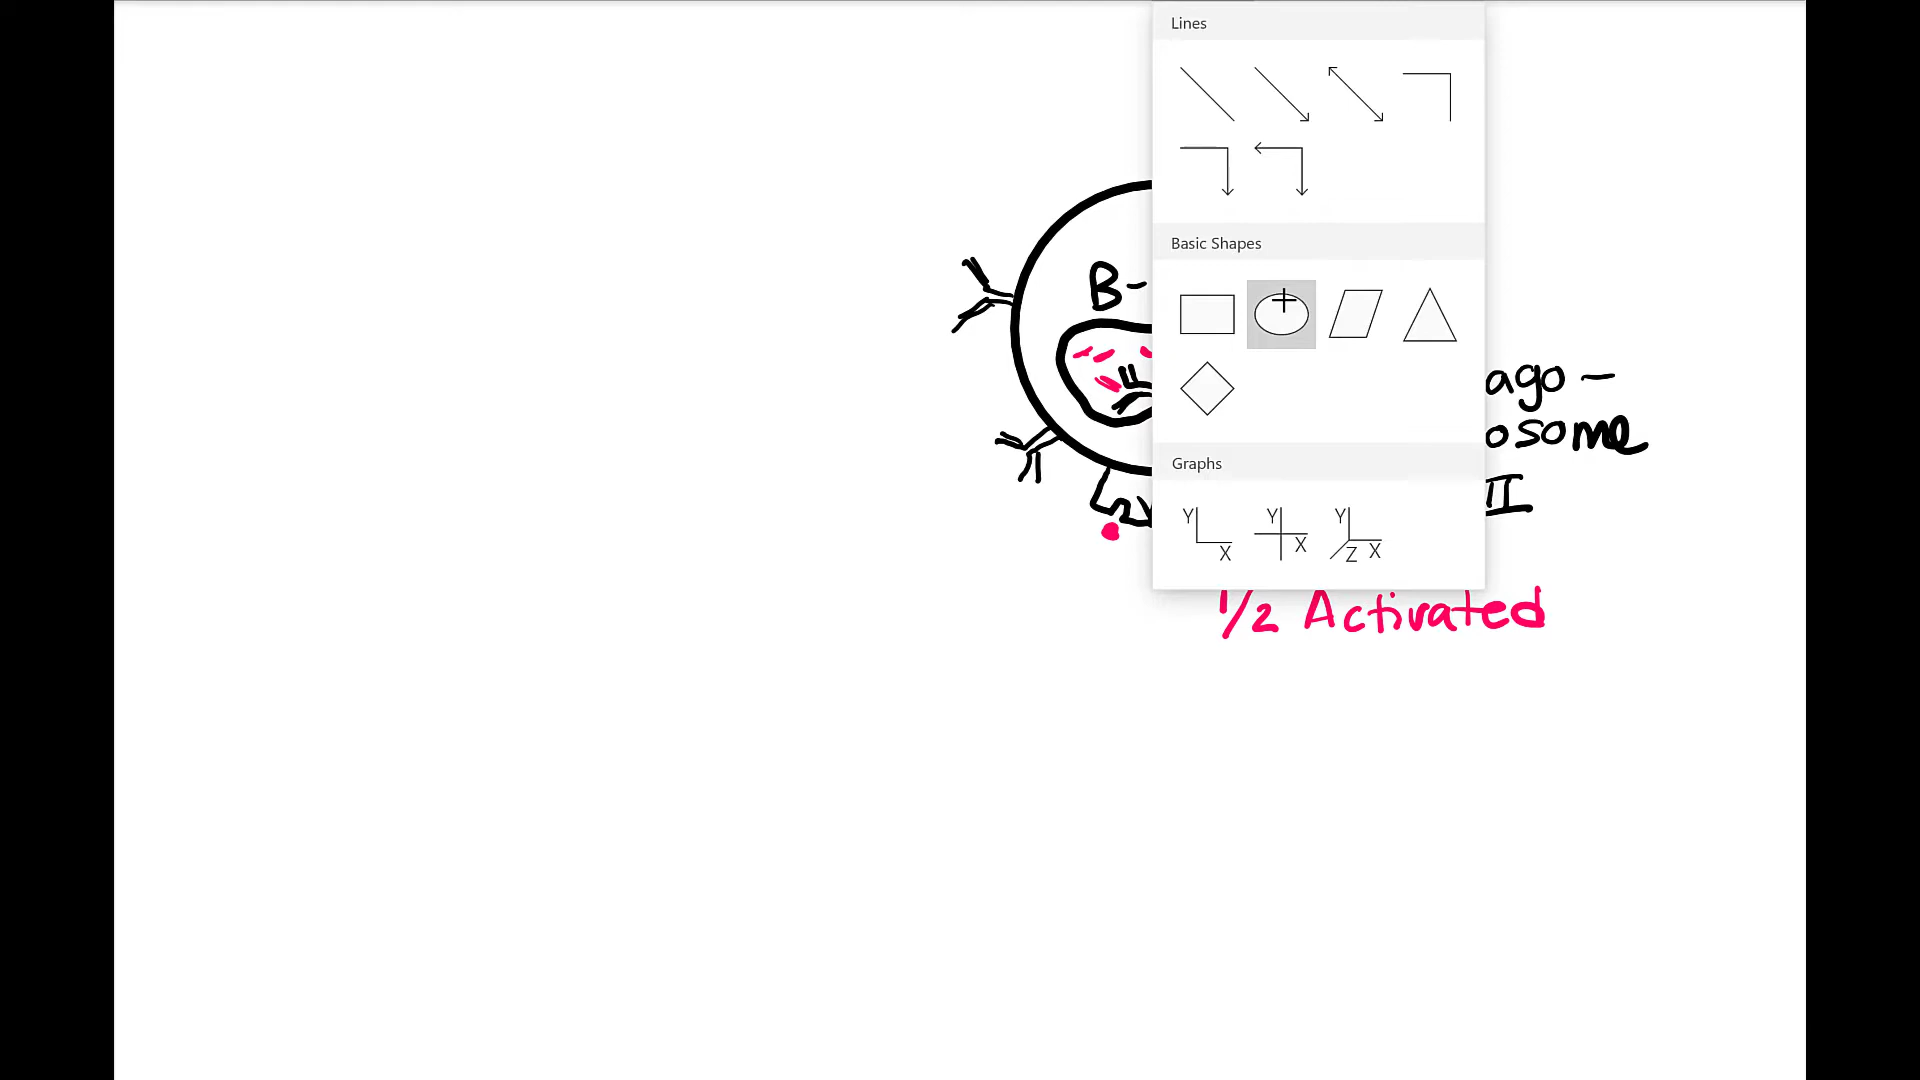 Lines
Basic Shapes
B-
ago-
osome
Graphs
II
Y
X
Y
X
Y
Z X
1/2 Activated